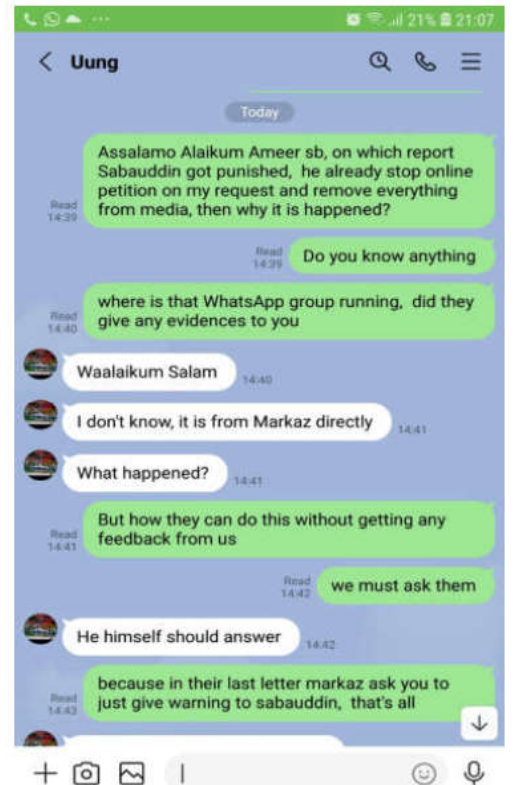 21% 21:07
Uung
Today
Assalamo Alaikum Ameer sb, on which report
Sabauddin got punished, he already stop online
petition on my request and remove everything
from media, then why it is happened?
Read
14:39
Do you know anything
Read
14:39
where is that WhatsApp group running, did they
give any evidences to you
Read
14:40
Waalaikum Salam
14:40
I don't know, it is from Markaz directly
14:41
What happened?
14:41
But how they can do this without getting any
feedback from us
Read
14:41
we must ask them
Read
14:42
He himself should answer
14:42
because in their last letter markaz ask you to
just give warning to sabauddin, that's all
Read
14:43